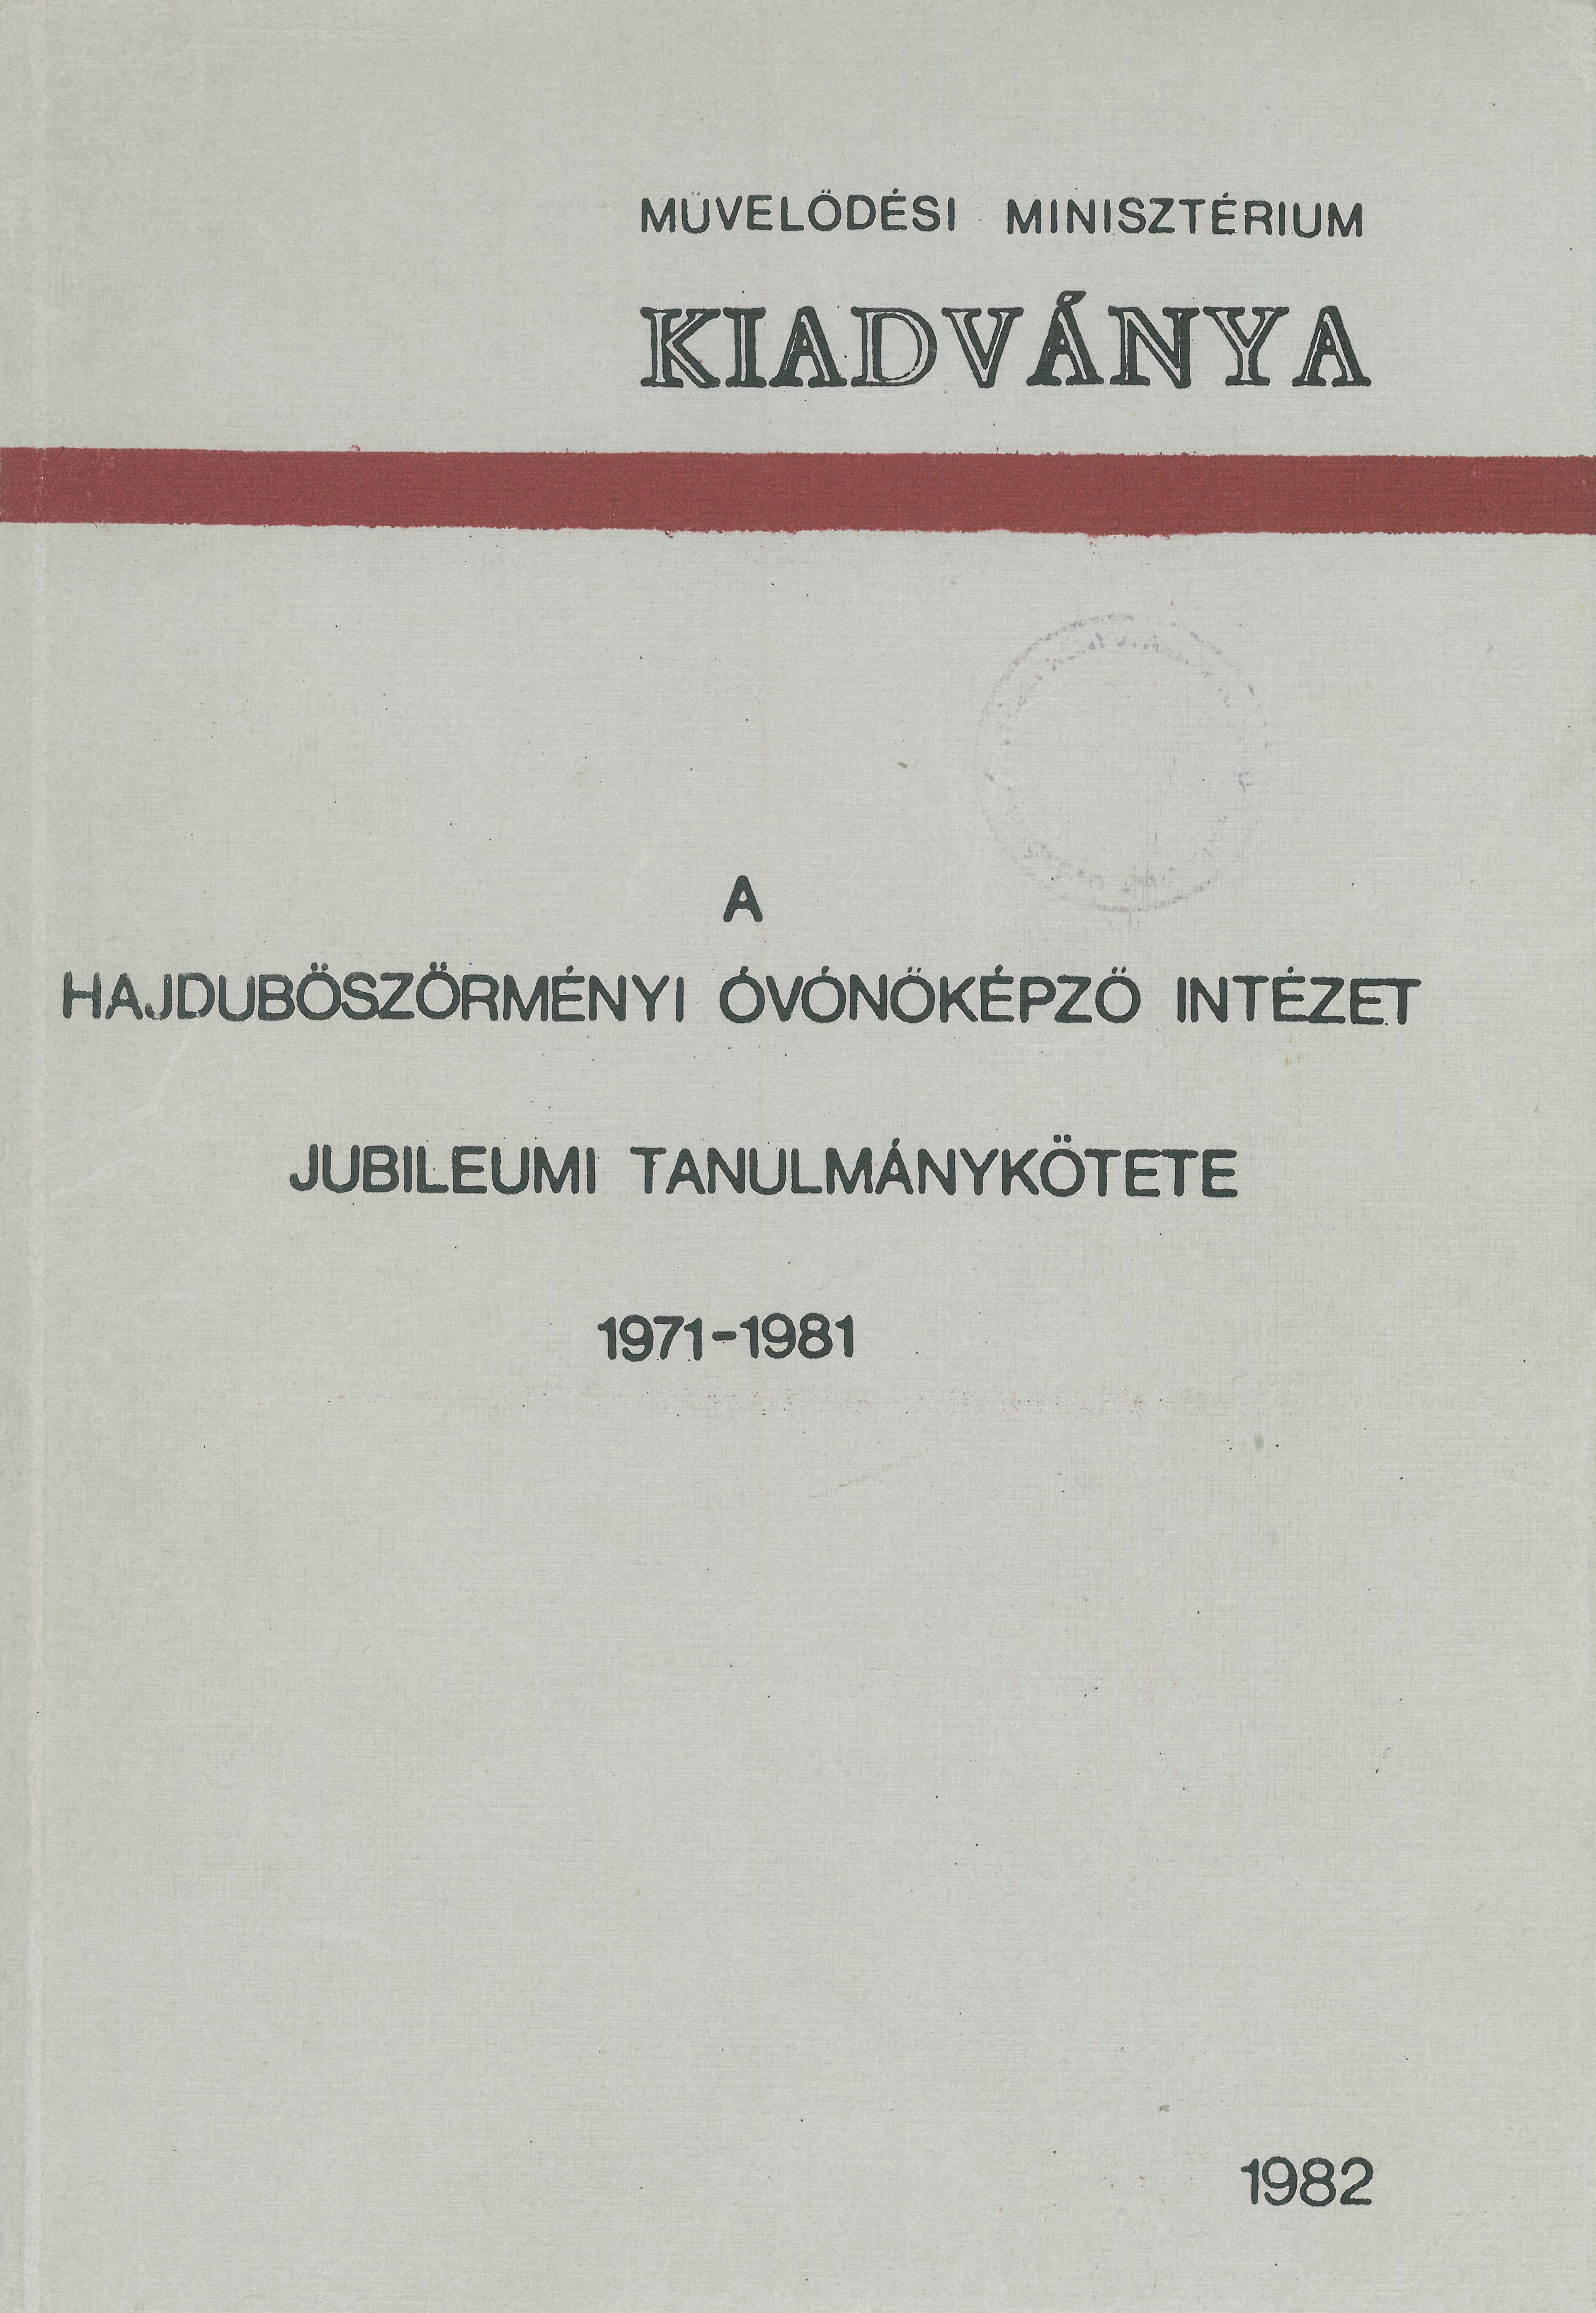 MÜVELŐDÉSI MINISZTÉRIUM
KIADVÁNYA
A
HAJDUBÖSZÖRMÉNYI ÓVÓNŐKÉPZŐ INTÉZET
JUBILEUMI TANULMÁNYKÖTETE
1971-1981
1982